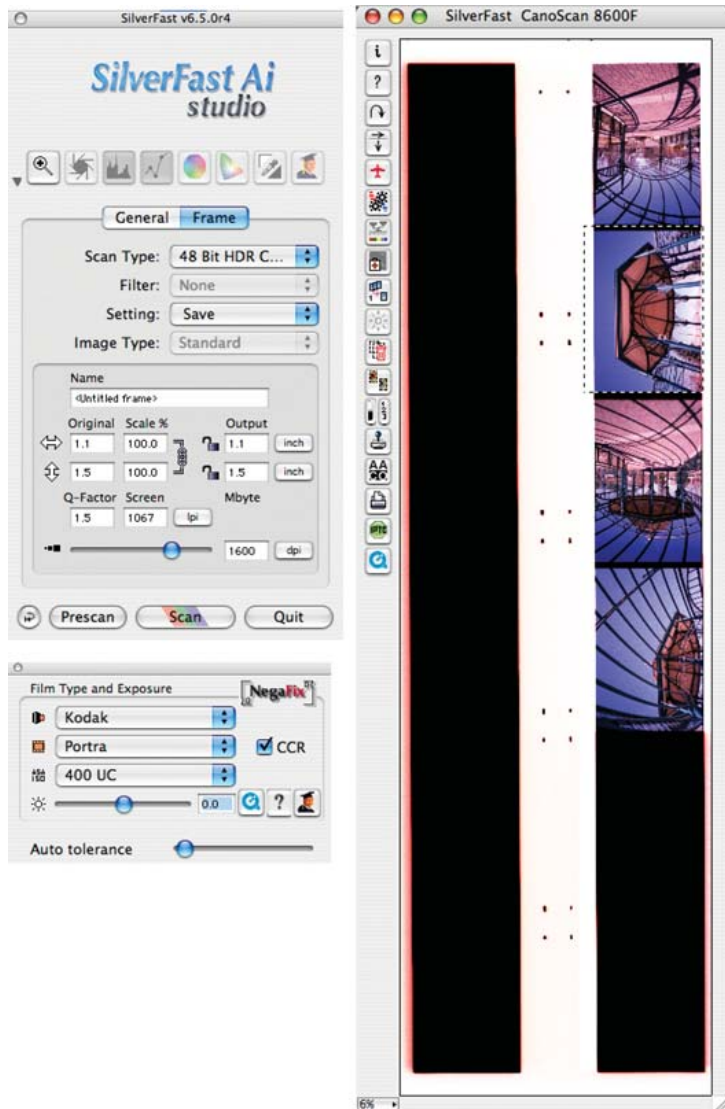 SilverFast v6.5.0r4
SilverFast Ai
studio
General Frame
Scan Type: 48 Bit HDR C...
Filter: None
Setting: Save
Image Type: Standard
Name
<Untitled frame>
Original Scale % Output
1.1 100.0 1.1 inch
1.5 100.0 1.5 inch
Q-Factor Screen Mbyte
1.5 1067 lpi
1600 dpi
Prescan Scan Quit
Film Type and Exposure NegaFix
Kodak
Portra CCR
400 UC
0.0 ?
Auto tolerance
SilverFast CanoScan 8600F
i
?
IPTC
6%